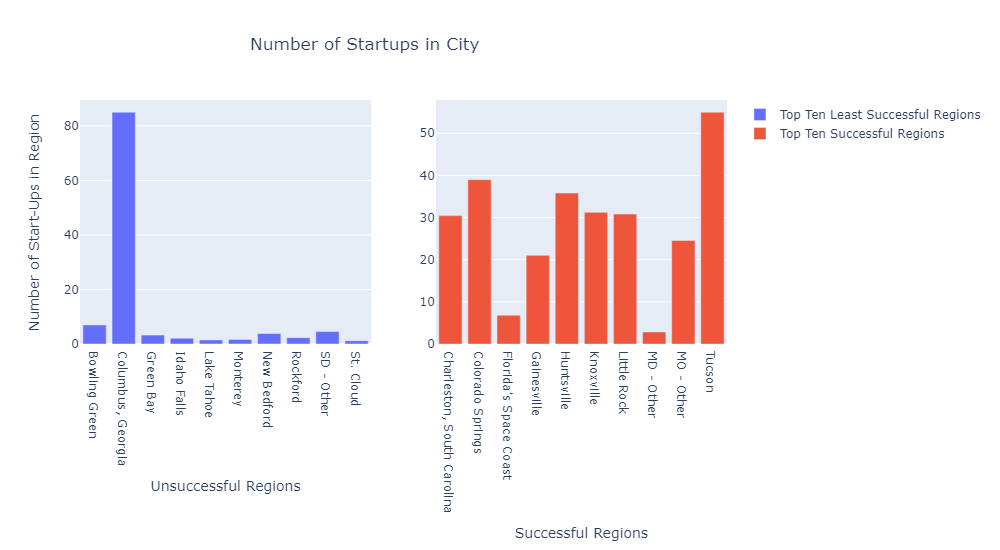 Number of Startups in City
Top Ten Least Successful Regions
Top Ten Successful Regions
Number of Start-Ups in Region
80
60
40
20
0
Bowling Green
Columbus, Georgia
Green Bay
Idaho Falls
Lake Tahoe
Monterey
New Bedford
Rockford
SD - Other
St. Cloud
Unsuccessful Regions
50
40
30
20
10
0
Charleston, South Carolina
Colorado Springs
Florida's Space Coast
Gainesville
Huntsville
Knoxville
Little Rock
MD - Other
MO - Other
Tucson
Successful Regions